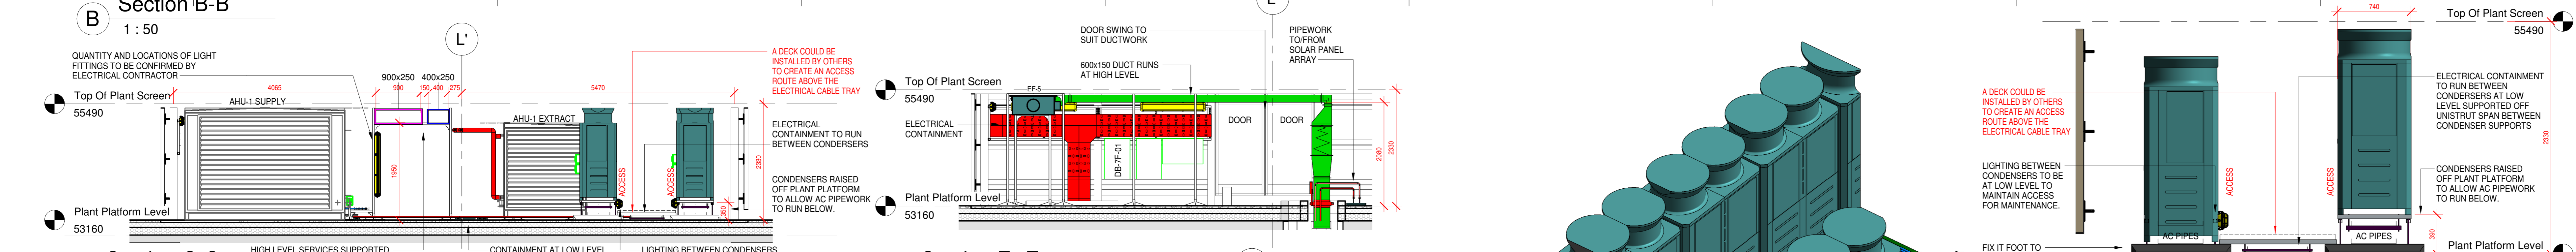 B
Section B-B
1 : 50
L'
QUANTITY AND LOCATIONS OF LIGHT
FITTINGS TO BE CONFIRMED BY
ELECTRICAL CONTRACTOR
900x250
400x250
4065
900
150
400
275
5470
Top Of Plant Screen
55490
AHU-1 SUPPLY
AHU-1 EXTRACT
1950
ACCESS
ACCESS
350
2330
Plant Platform Level
53160
A DECK COULD BE
INSTALLED BY OTHERS
TO CREATE AN ACCESS
ROUTE ABOVE THE
ELECTRICAL CABLE TRAY
ELECTRICAL
CONTAINMENT TO RUN
BETWEEN CONDERSERS
CONDENSERS RAISED
OFF PLANT PLATFORM
TO ALLOW AC PIPEWORK
TO RUN BELOW.
HIGH LEVEL SERVICES SUPPORTED
CONTAINMENT AT LOW LEVEL
LIGHTING BETWEEN CONDENSERS
DOOR SWING TO
SUIT DUCTWORK
PIPEWORK
TO/FROM
SOLAR PANEL
ARRAY
600x150 DUCT RUNS
AT HIGH LEVEL
Top Of Plant Screen
55490
EF-5
ELECTRICAL
CONTAINMENT
DB-7F-01
DOOR
DOOR
2080
2330
Plant Platform Level
53160
740
Top Of Plant Screen
55490
A DECK COULD BE
INSTALLED BY OTHERS
TO CREATE AN ACCESS
ROUTE ABOVE THE
ELECTRICAL CABLE TRAY
LIGHTING BETWEEN
CONDENSERS TO BE
AT LOW LEVEL TO
MAINTAIN ACCESS
FOR MAINTENANCE.
FIX IT FOOT TO
ACCESS
ACCESS
AC PIPES
AC PIPES
ELECTRICAL CONTAINMENT
TO RUN BETWEEN
CONDERSERS AT LOW
LEVEL SUPPORTED OFF
UNISTRUT SPAN BETWEEN
CONDENSER SUPPORTS
2330
CONDENSERS RAISED
OFF PLANT PLATFORM
TO ALLOW AC PIPEWORK
TO RUN BELOW.
390
Plant Platform Level